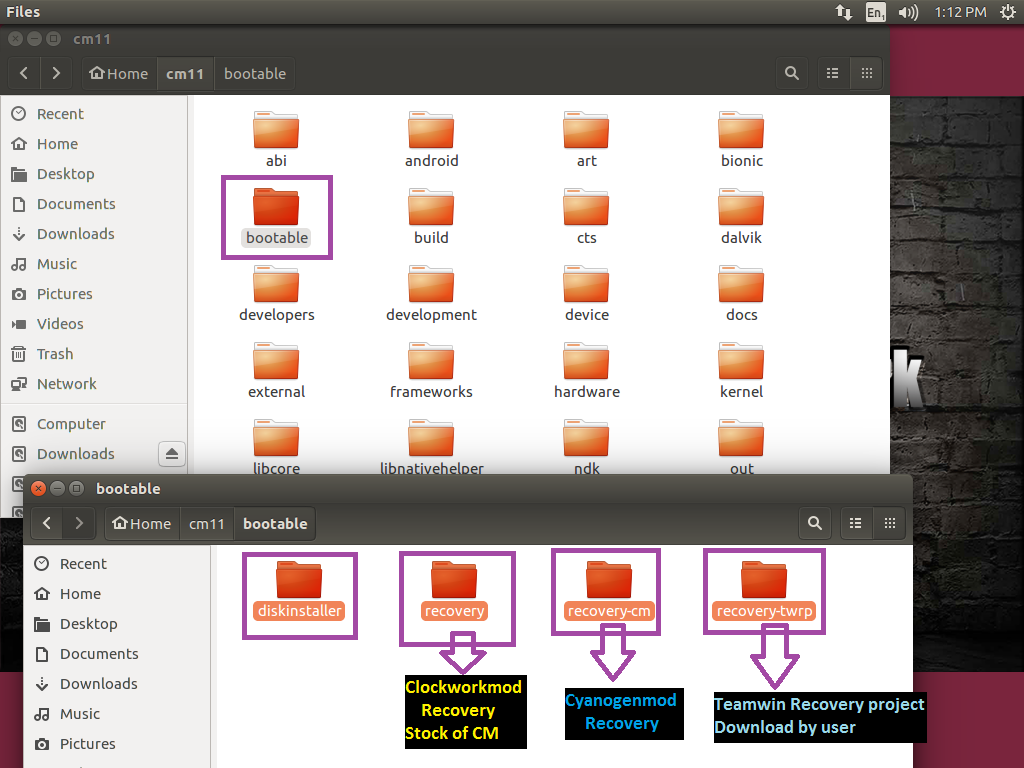 Files
En1
1:12 PM
cm11
Home
cm11
bootable
Recent
Home
Desktop
Documents
Downloads
Music
Pictures
Videos
Trash
Network
Computer
Downloads
abi
android
art
bionic
bootable
build
cts
dalvik
developers
development
device
docs
external
frameworks
hardware
kernel
libcore
libnativehelper
ndk
out
bootable
Home
cm11
bootable
Recent
Home
Desktop
Documents
Downloads
Music
Pictures
diskinstaller
recovery
recovery-cm
recovery-twrp
Clockworkmod
Recovery
Stock of CM
Cyanogenmod
Recovery
Teamwin Recovery project
Download by user